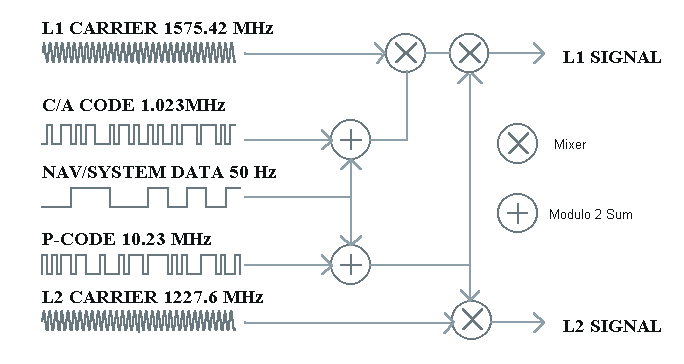 L1 CARRIER 1575.42 MHz
L1 SIGNAL
C/A CODE 1.023MHz
Mixer
NAV/SYSTEM DATA 50 Hz
Modulo 2 Sum
P-CODE 10.23 MHz
L2 CARRIER 1227.6 MHz
L2 SIGNAL